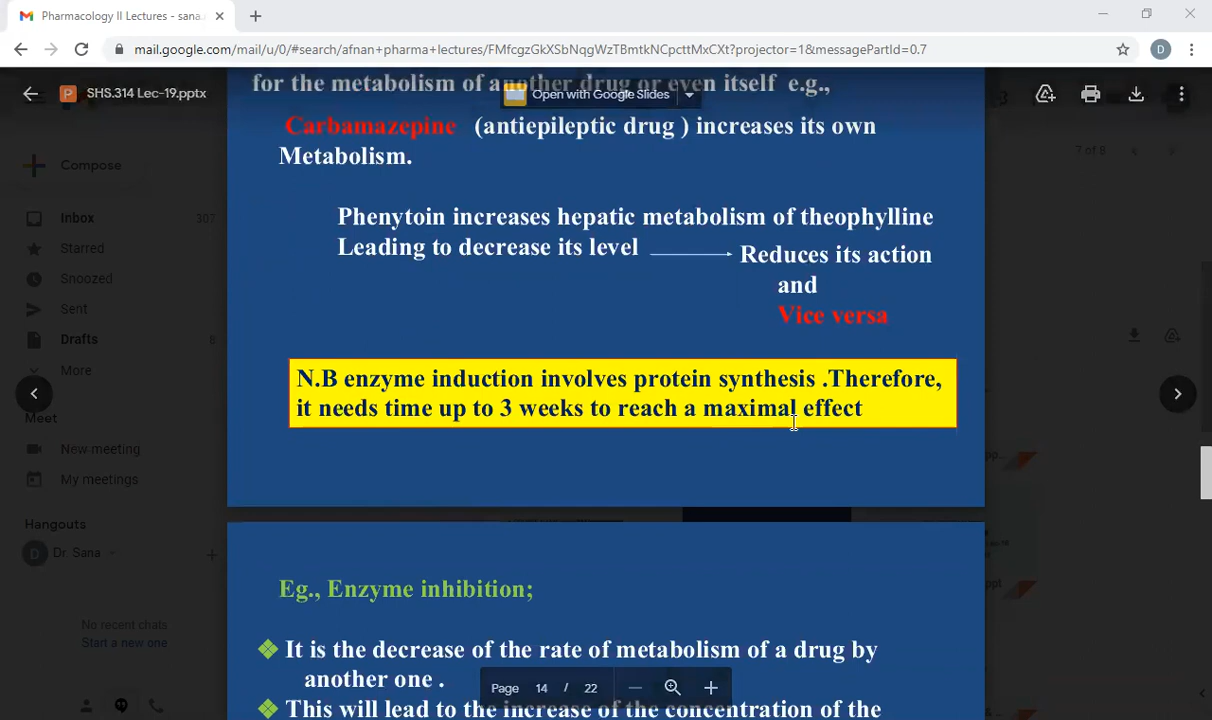 Pharmacology II Lectures - sana.
mail.google.com/mail/u/0/#search/afnan+pharma+lectures/FMfcgzGkXSbNqgWzTBmtkNCpcttMxCXt?projector=1&messagePartId=0.7
D
for the metabolism of another drug or even itself e.g.,
P SHS.314 Lec-19.pptx
Open with Google Slides
Carbamazepine (antiepileptic drug ) increases its own
Metabolism.
7 of 8
Compose
Inbox 307
Starred
Snoozed
Sent
Drafts 8
More
Phenytoin increases hepatic metabolism of theophylline
Leading to decrease its level
Reduces its action
and
Vice versa
N.B enzyme induction involves protein synthesis .Therefore,
it needs time up to 3 weeks to reach a maximal effect
Meet
New meeting
My meetings
Hangouts
D Dr. Sana
No recent chats
Start a new one
Eg., Enzyme inhibition;
It is the decrease of the rate of metabolism of a drug by
another one .
This will lead to the increase of the concentration of the
Page 14 / 22